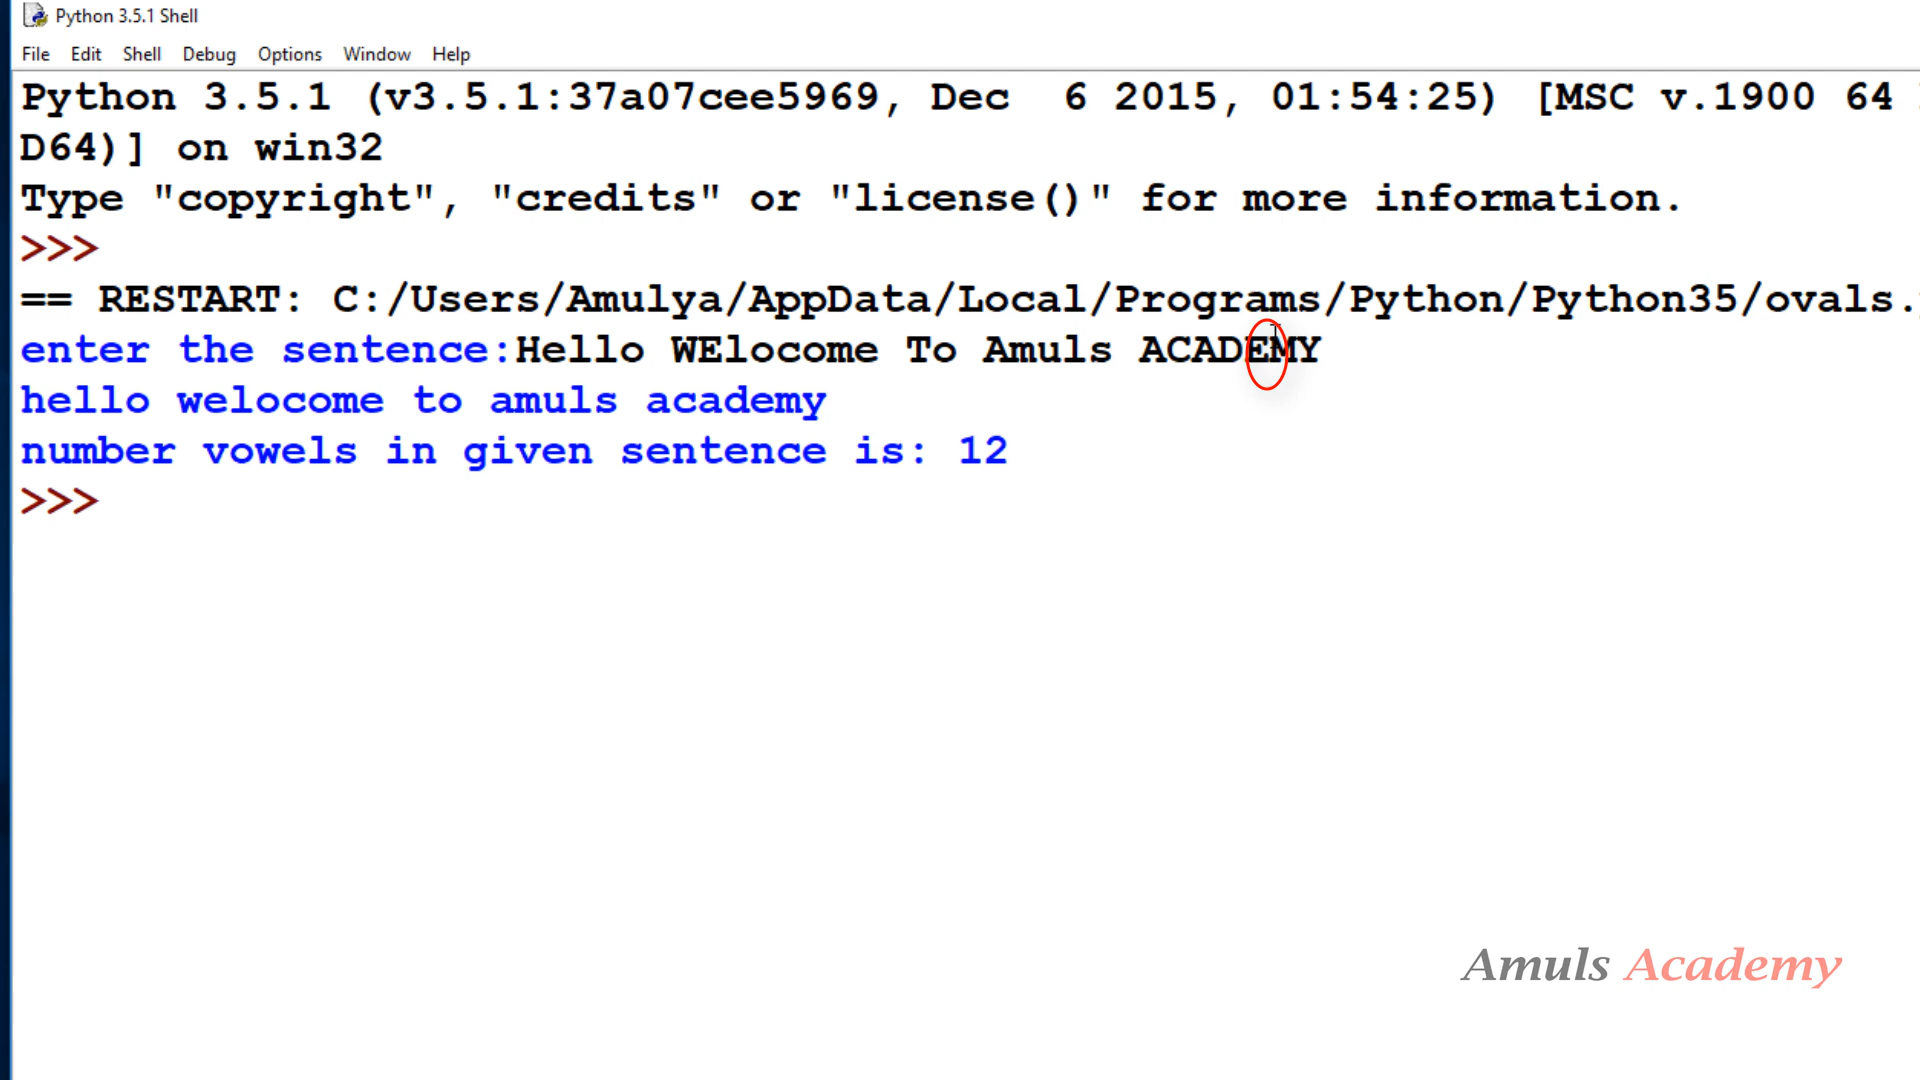 Python 3.5.1 Shell
File Edit Shell Debug Options Window Help
Python 3.5.1 (v3.5.1:37a07cee5969, Dec  6 2015, 01:54:25) [MSC v.1900 64
D64)] on win32
Type "copyright", "credits" or "license()" for more information.
>>>
== RESTART: C:/Users/Amulya/AppData/Local/Programs/Python/Python35/ovals.
enter the sentence:Hello WElocome To Amuls ACADEMY
hello welocome to amuls academy
number vowels in given sentence is: 12
>>>
Amuls Academy